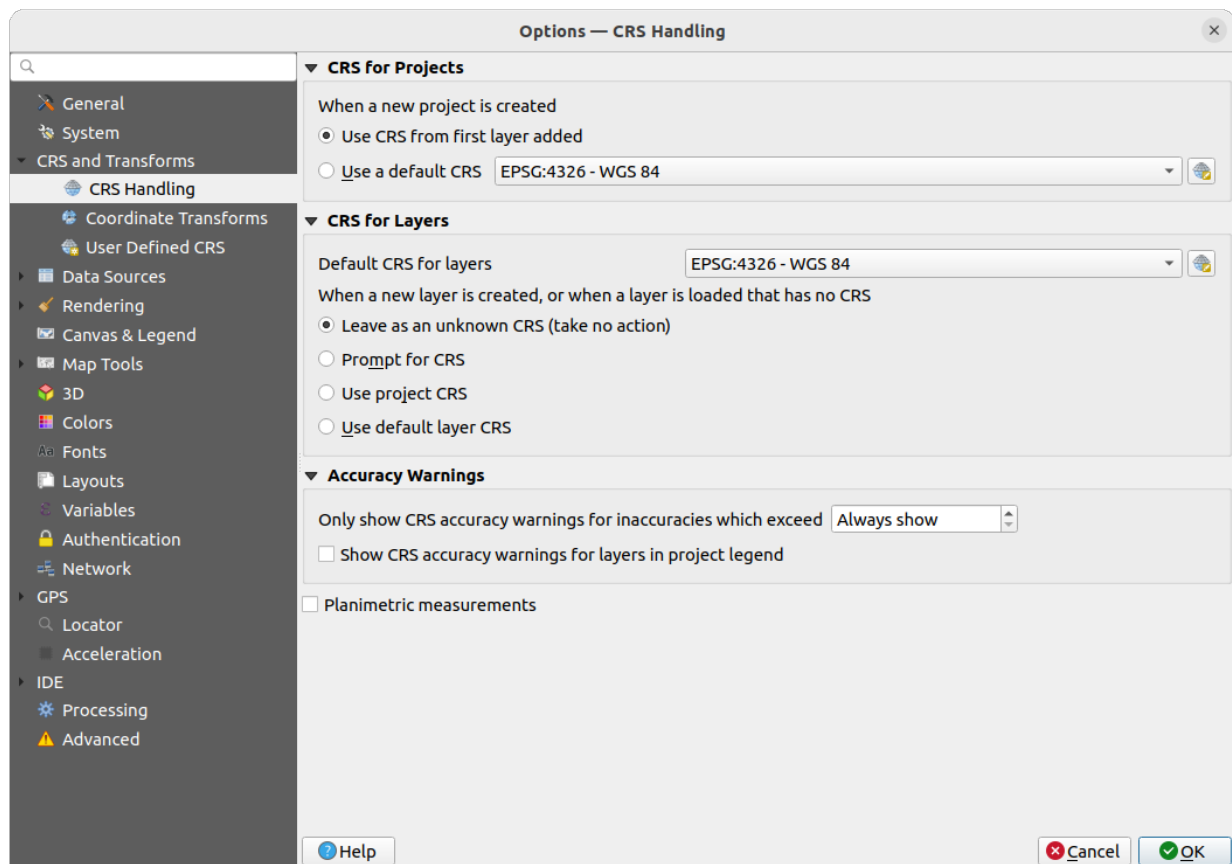 Options — CRS Handling
General
System
CRS and Transforms
CRS Handling
Coordinate Transforms
User Defined CRS
Data Sources
Rendering
Canvas & Legend
Map Tools
3D
Colors
Aa Fonts
Layouts
ε Variables
Authentication
Network
GPS
Locator
Acceleration
IDE
Processing
Advanced
CRS for Projects
When a new project is created
Use CRS from first layer added
Use a default CRS EPSG:4326 - WGS 84
CRS for Layers
Default CRS for layers EPSG:4326 - WGS 84
When a new layer is created, or when a layer is loaded that has no CRS
Leave as an unknown CRS (take no action)
Prompt for CRS
Use project CRS
Use default layer CRS
Accuracy Warnings
Only show CRS accuracy warnings for inaccuracies which exceed Always show
Show CRS accuracy warnings for layers in project legend
Planimetric measurements
Help Cancel OK